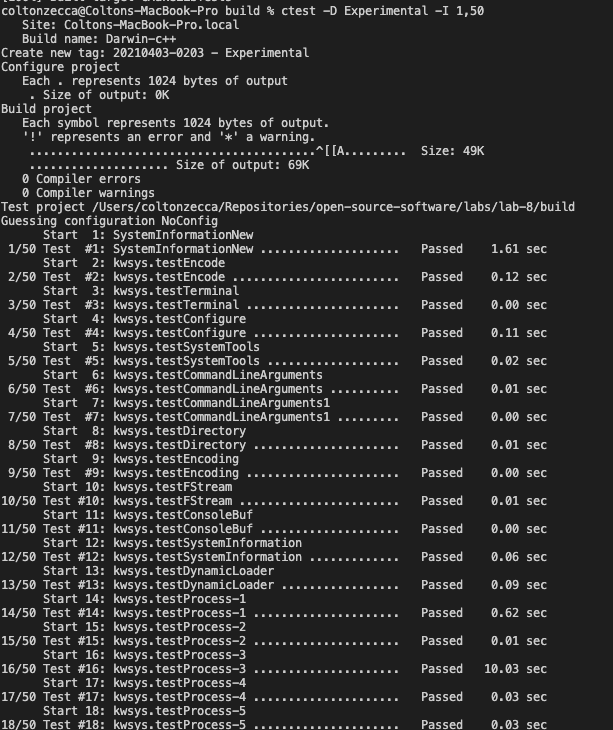 coltonzecca@Coltons-MacBook-Pro build % ctest -D Experimental -I 1,50
   Site: Coltons-MacBook-Pro.local
   Build name: Darwin-c++
Create new tag: 20210403-0203 - Experimental
Configure project
   Each . represents 1024 bytes of output
    . Size of output: 0K
Build project
   Each symbol represents 1024 bytes of output.
   '!' represents an error and '*' a warning.
    .........................................^[[A.........  Size: 49K
    .................... Size of output: 69K
   0 Compiler errors
   0 Compiler warnings
Test project /Users/coltonzecca/Repositories/open-source-software/labs/lab-8/build
Guessing configuration NoConfig
      Start  1: SystemInformationNew
 1/50 Test  #1: SystemInformationNew ....................   Passed    1.61 sec
      Start  2: kwsys.testEncode
 2/50 Test  #2: kwsys.testEncode ........................   Passed    0.12 sec
      Start  3: kwsys.testTerminal
 3/50 Test  #3: kwsys.testTerminal ......................   Passed    0.00 sec
      Start  4: kwsys.testConfigure
 4/50 Test  #4: kwsys.testConfigure .....................   Passed    0.11 sec
      Start  5: kwsys.testSystemTools
 5/50 Test  #5: kwsys.testSystemTools ...................   Passed    0.02 sec
      Start  6: kwsys.testCommandLineArguments
 6/50 Test  #6: kwsys.testCommandLineArguments ..........   Passed    0.01 sec
      Start  7: kwsys.testCommandLineArguments1
 7/50 Test  #7: kwsys.testCommandLineArguments1 .........   Passed    0.00 sec
      Start  8: kwsys.testDirectory
 8/50 Test  #8: kwsys.testDirectory .....................   Passed    0.01 sec
      Start  9: kwsys.testEncoding
 9/50 Test  #9: kwsys.testEncoding ......................   Passed    0.00 sec
      Start 10: kwsys.testFStream
10/50 Test #10: kwsys.testFStream .......................   Passed    0.01 sec
      Start 11: kwsys.testConsoleBuf
11/50 Test #11: kwsys.testConsoleBuf ....................   Passed    0.00 sec
      Start 12: kwsys.testSystemInformation
12/50 Test #12: kwsys.testSystemInformation .............   Passed    0.06 sec
      Start 13: kwsys.testDynamicLoader
13/50 Test #13: kwsys.testDynamicLoader .................   Passed    0.09 sec
      Start 14: kwsys.testProcess-1
14/50 Test #14: kwsys.testProcess-1 .....................   Passed    0.62 sec
      Start 15: kwsys.testProcess-2
15/50 Test #15: kwsys.testProcess-2 .....................   Passed    0.01 sec
      Start 16: kwsys.testProcess-3
16/50 Test #16: kwsys.testProcess-3 .....................   Passed   10.03 sec
      Start 17: kwsys.testProcess-4
17/50 Test #17: kwsys.testProcess-4 .....................   Passed    0.03 sec
      Start 18: kwsys.testProcess-5
18/50 Test #18: kwsys.testProcess-5 .....................   Passed    0.03 sec